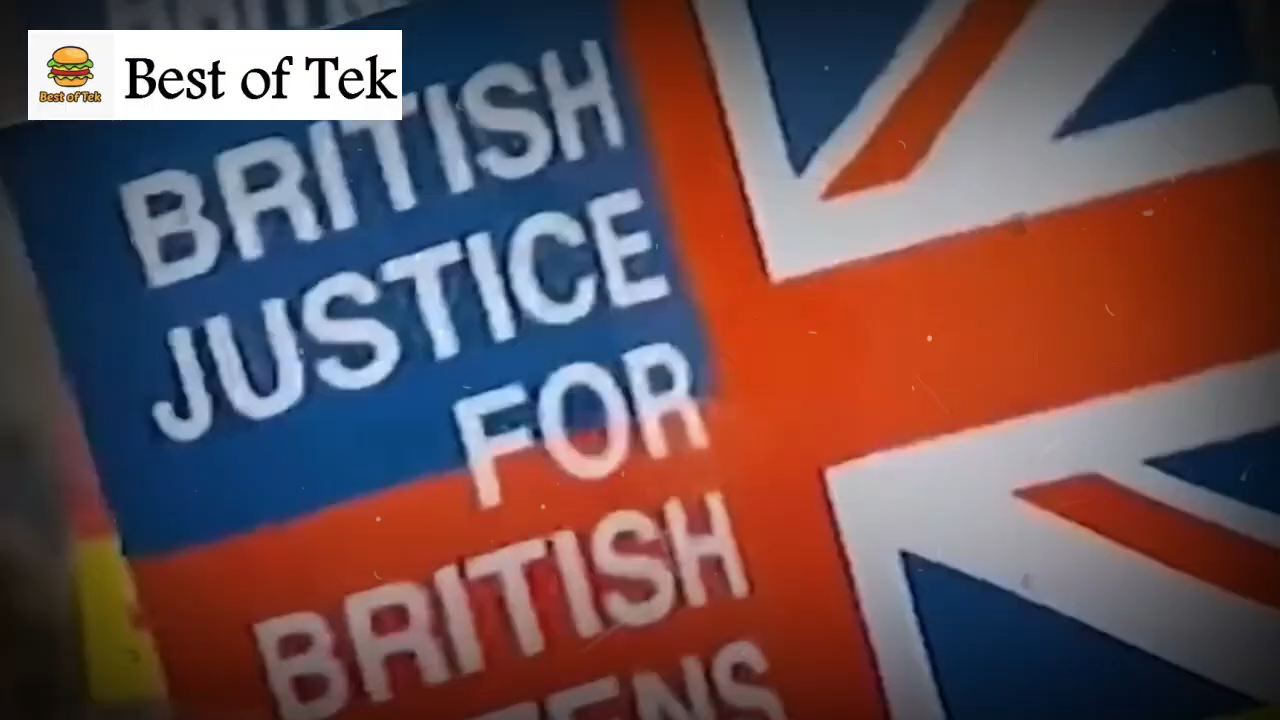 Best of Tek
Best of Tek
BRITISH
JUSTICE
FOR
BRITISH